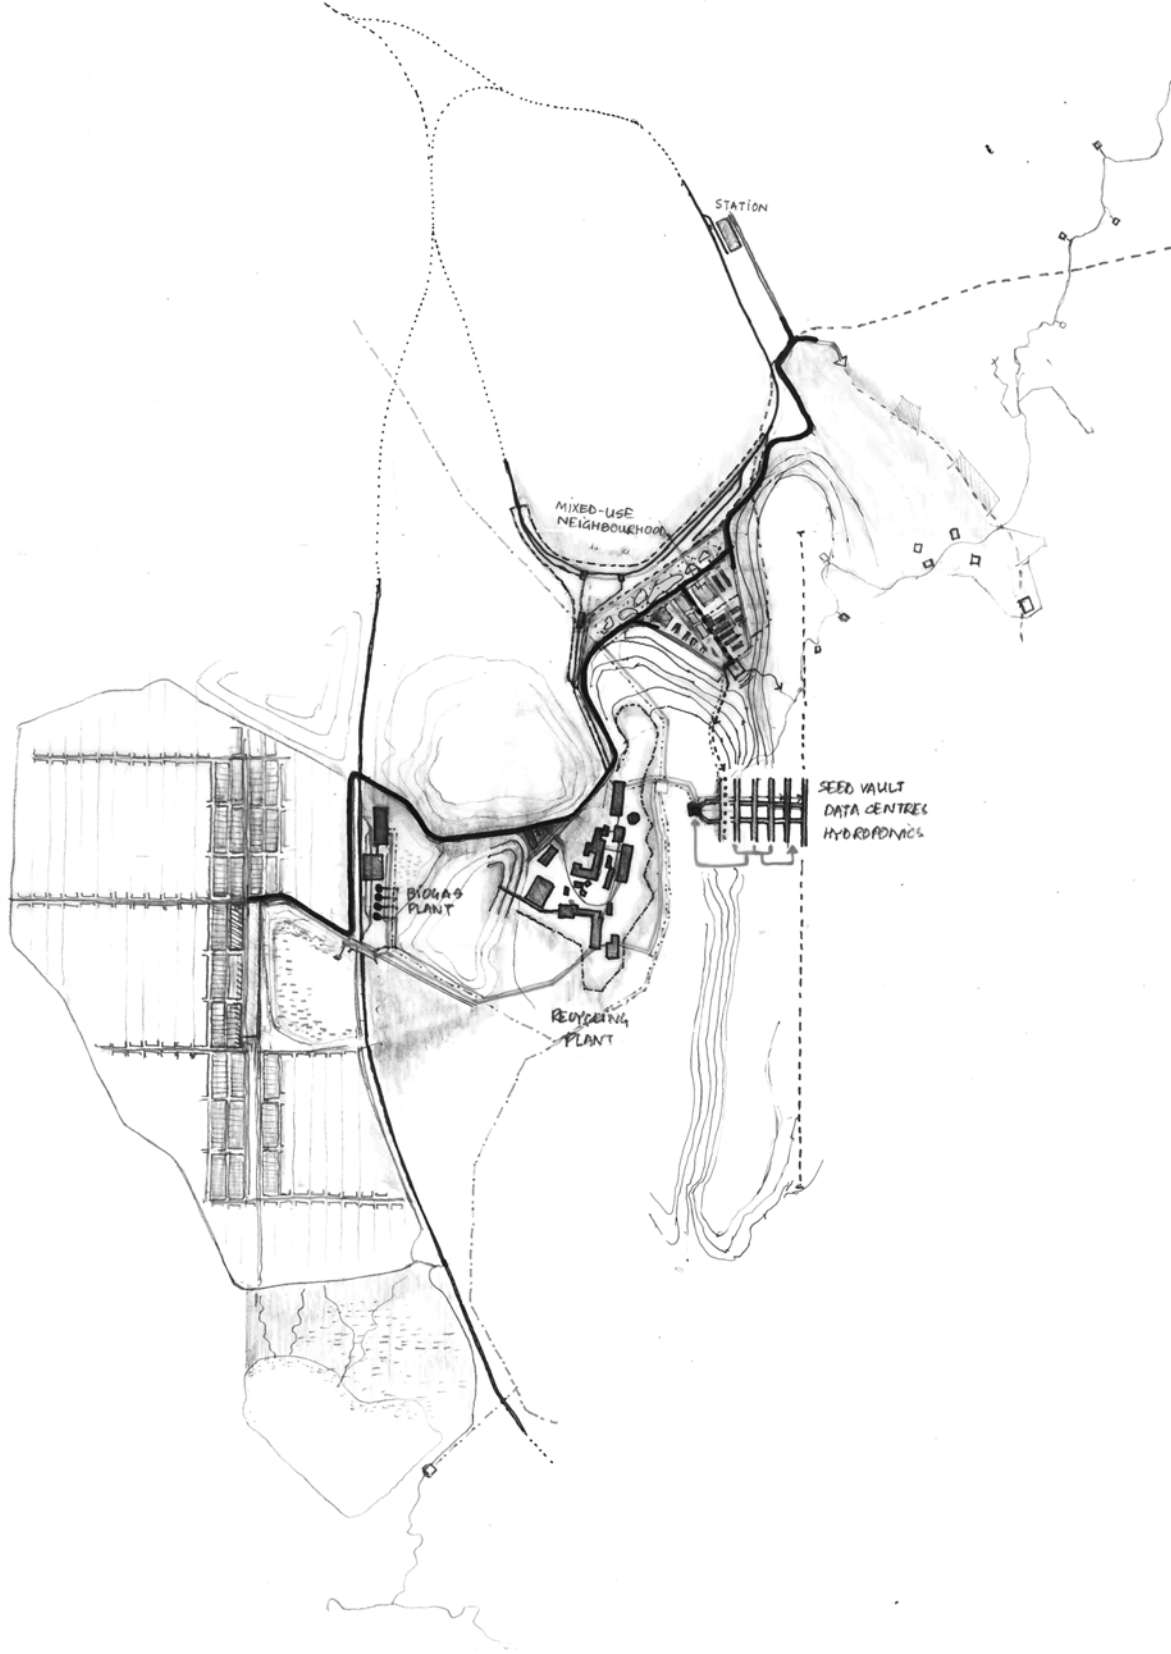 STATION
MIXED-USE
NEIGHBOURHOOD
SEED VAULT
DATA CENTRES
HYDROPONICS
BIOGAS
PLANT
RECYCLING
PLANT